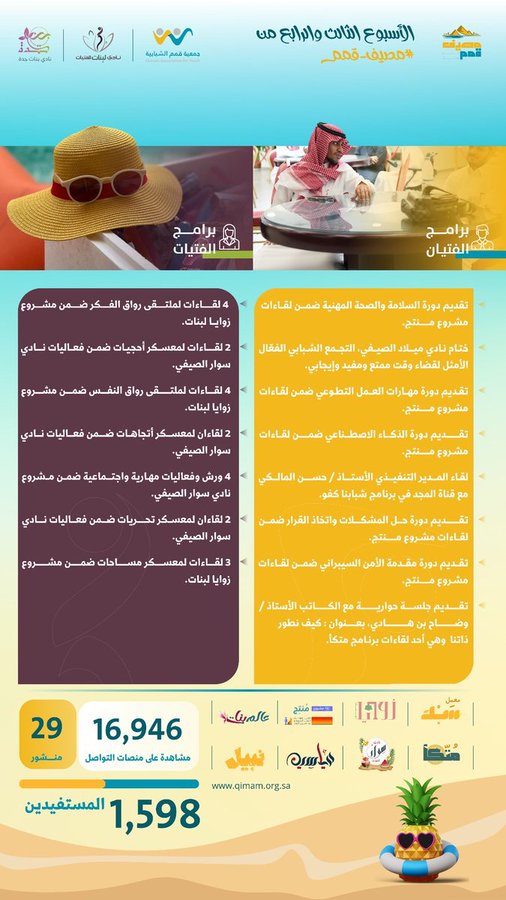 الأسبوع الثالث والرابع من
#مصيف_قمم
مصيف
قمم
جمعية قمم الشبابية
نادي لبنات الفتيات
نادي بنات جدة
برامج
الفتيان
برامج
الفتيات
تقديم دورة السلامة والصحة المهنية ضمن لقاءات
مشروع منتج.
ختام نادي ميلاد الصيفي، التجمع الشبابي الفعّال
الأمثل لقضاء وقت ممتع ومفيد وإيجابي.
تقديم دورة مهارات العمل التطوعي ضمن لقاءات
مشروع منتج.
تقديم دورة الذكاء الاصطناعي ضمن لقاءات
مشروع منتج.
لقاء المدير التنفيذي الأستاذ / حسن المالكي
مع قناة المجد في برنامج شبابنا كفو.
تقديم دورة حل المشكلات واتخاذ القرار ضمن
لقاءات مشروع منتج.
تقديم دورة مقدمة الأمن السيبراني ضمن لقاءات
مشروع منتج.
تقديم جلسة حوارية مع الكاتب الأستاذ /
وضاح بن هادي، بعنوان : كيف نطور
ذاتنا وهي أحد لقاءات برنامج متكأ.
4 لقاءات لملتقى رواق الفكر ضمن مشروع
زوايا لبنات.
2 لقاءات لمعسكر أحجيات ضمن فعاليات نادي
سوار الصيفي.
4 لقاءات لملتقى رواق النفس ضمن مشروع
زوايا لبنات.
2 لقاءان لمعسكر أتجاهات ضمن فعاليات نادي
سوار الصيفي.
4 ورش وفعاليات مهارية واجتماعية ضمن مشروع
نادي سوار الصيفي.
2 لقاءان لمعسكر تحريات ضمن فعاليات نادي
سوار الصيفي.
3 لقاءات لمعسكر مساحات ضمن مشروع
زوايا لبنات.
معمل
سبك
زوايا
منتج
عالم بنات
متكأ
سوار
نبيل
www.qimam.org.sa
16,946
مشاهدة على منصات التواصل
29
منشور
1,598 المستفيدين